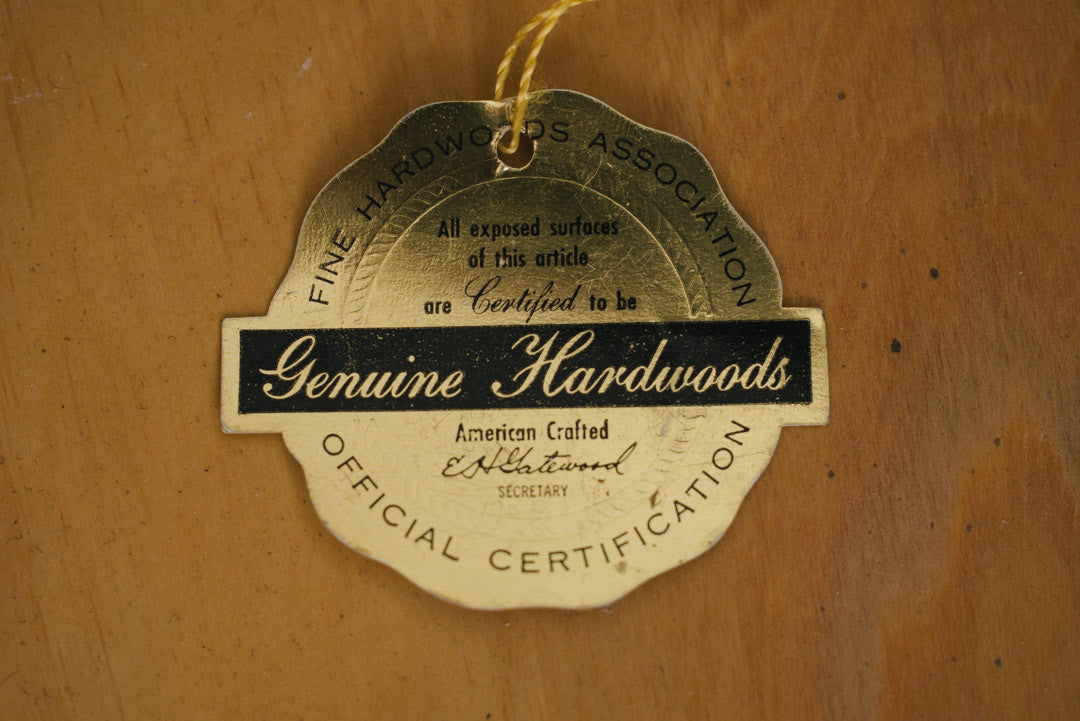 FINE HARDWOODS ASSOCIATION
All exposed surfaces
of this article
are Certified to be
Genuine Hardwoods
American Crafted
E H Gatewood
SECRETARY
OFFICIAL CERTIFICATION